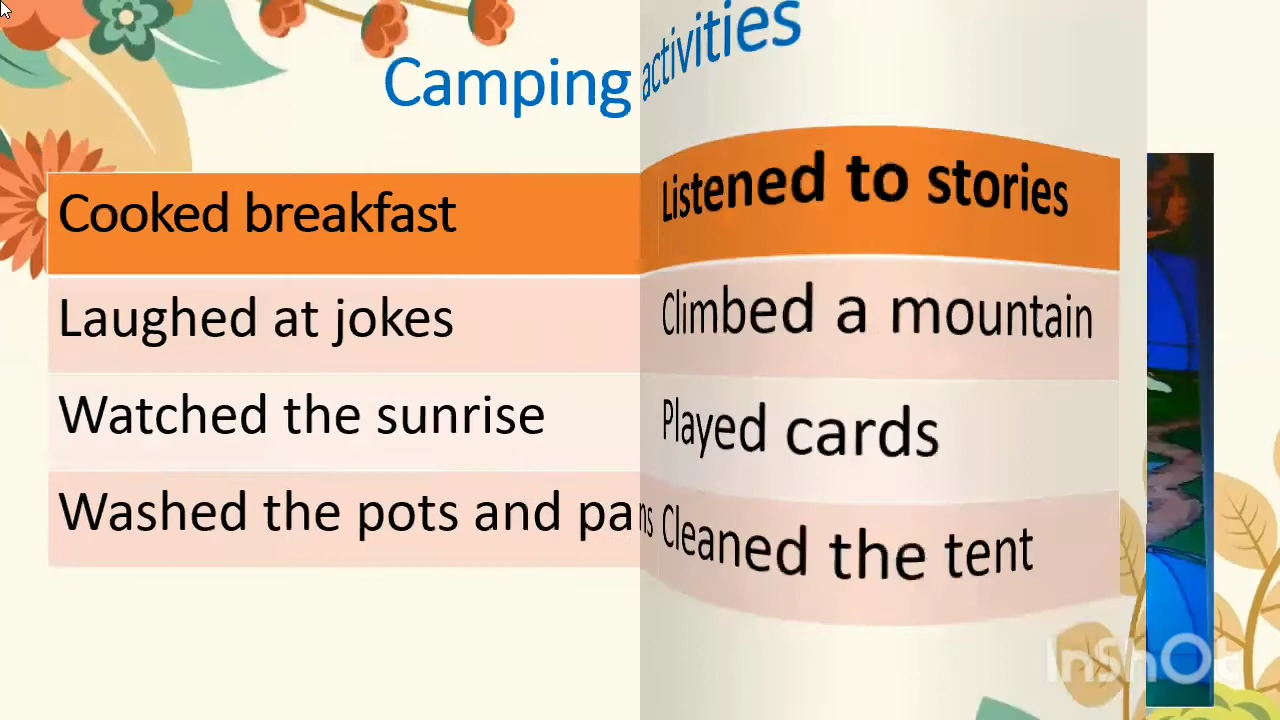 Camping activities
Cooked breakfast
Listened to stories
Laughed at jokes
Climbed a mountain
Watched the sunrise
Played cards
Washed the pots and pans
Cleaned the tent
InShOt